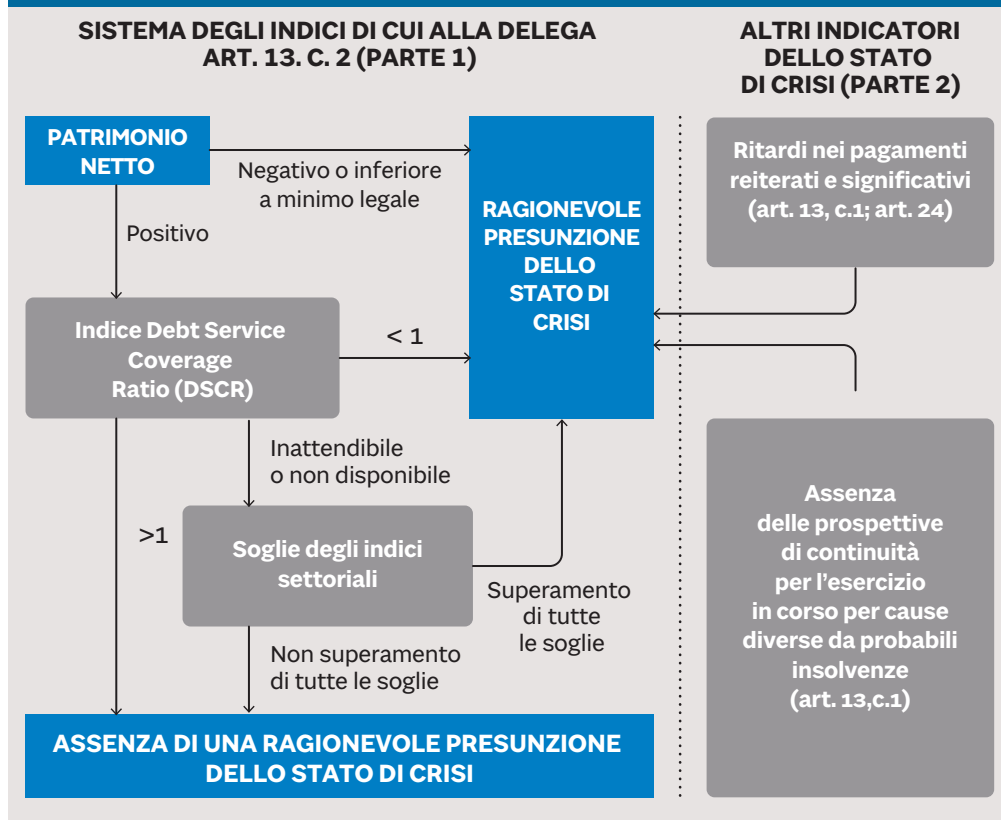 SISTEMA DEGLI INDICI DI CUI ALLA DELEGA
ART. 13. C. 2 (PARTE 1)
PATRIMONIO
NETTO
Negativo o inferiore
a minimo legale
Positivo
RAGIONEVOLE
PRESUNZIONE
DELLO
STATO DI
CRISI
Indice Debt Service
Coverage
Ratio (DSCR)
< 1
Inattendibile
o non disponibile
>1
Soglie degli indici
settoriali
Superamento
di tutte
le soglie
Non superamento
di tutte le soglie
ASSENZA DI UNA RAGIONEVOLE PRESUNZIONE
DELLO STATO DI CRISI
ALTRI INDICATORI
DELLO STATO
DI CRISI (PARTE 2)
Ritardi nei pagamenti
reiterati e significativi
(art. 13, c.1; art. 24)
Assenza
delle prospettive
di continuità
per l'esercizio
in corso per cause
diverse da probabili
insolvenze
(art. 13,c.1)